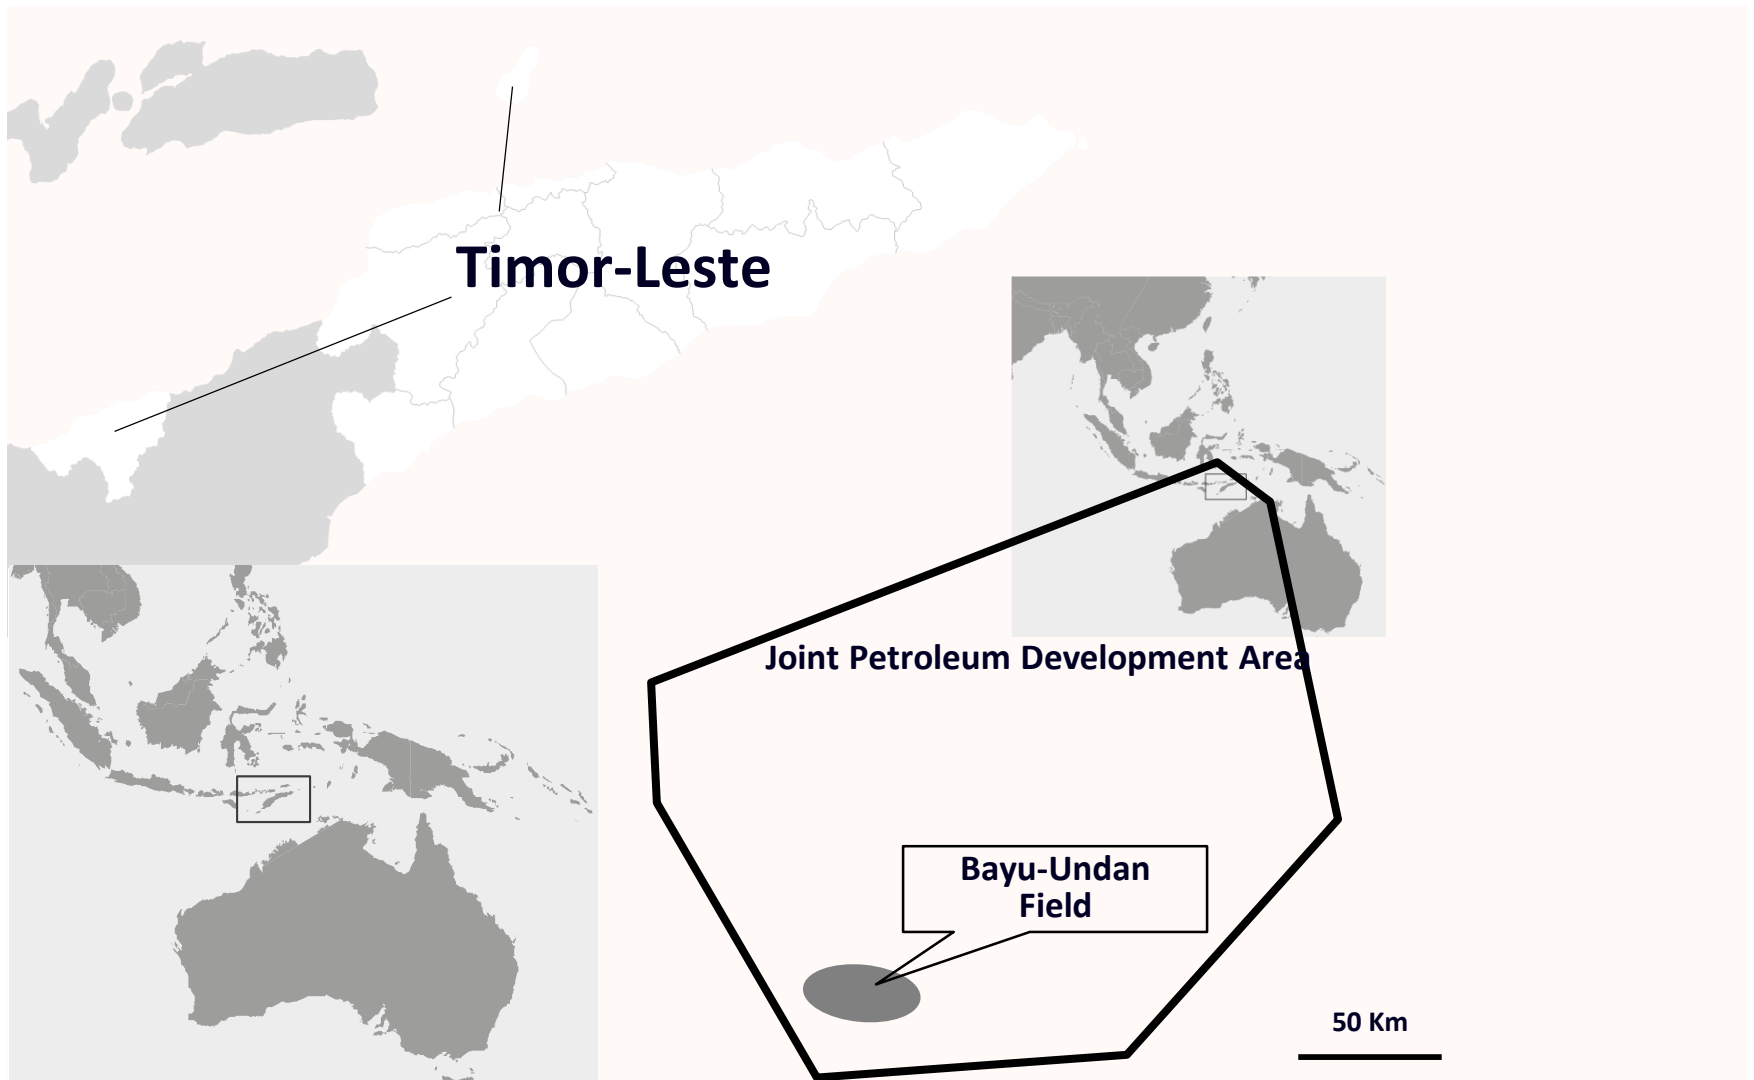 Timor-Leste
Joint Petroleum Development Area
Bayu-Undan
Field
50 Km